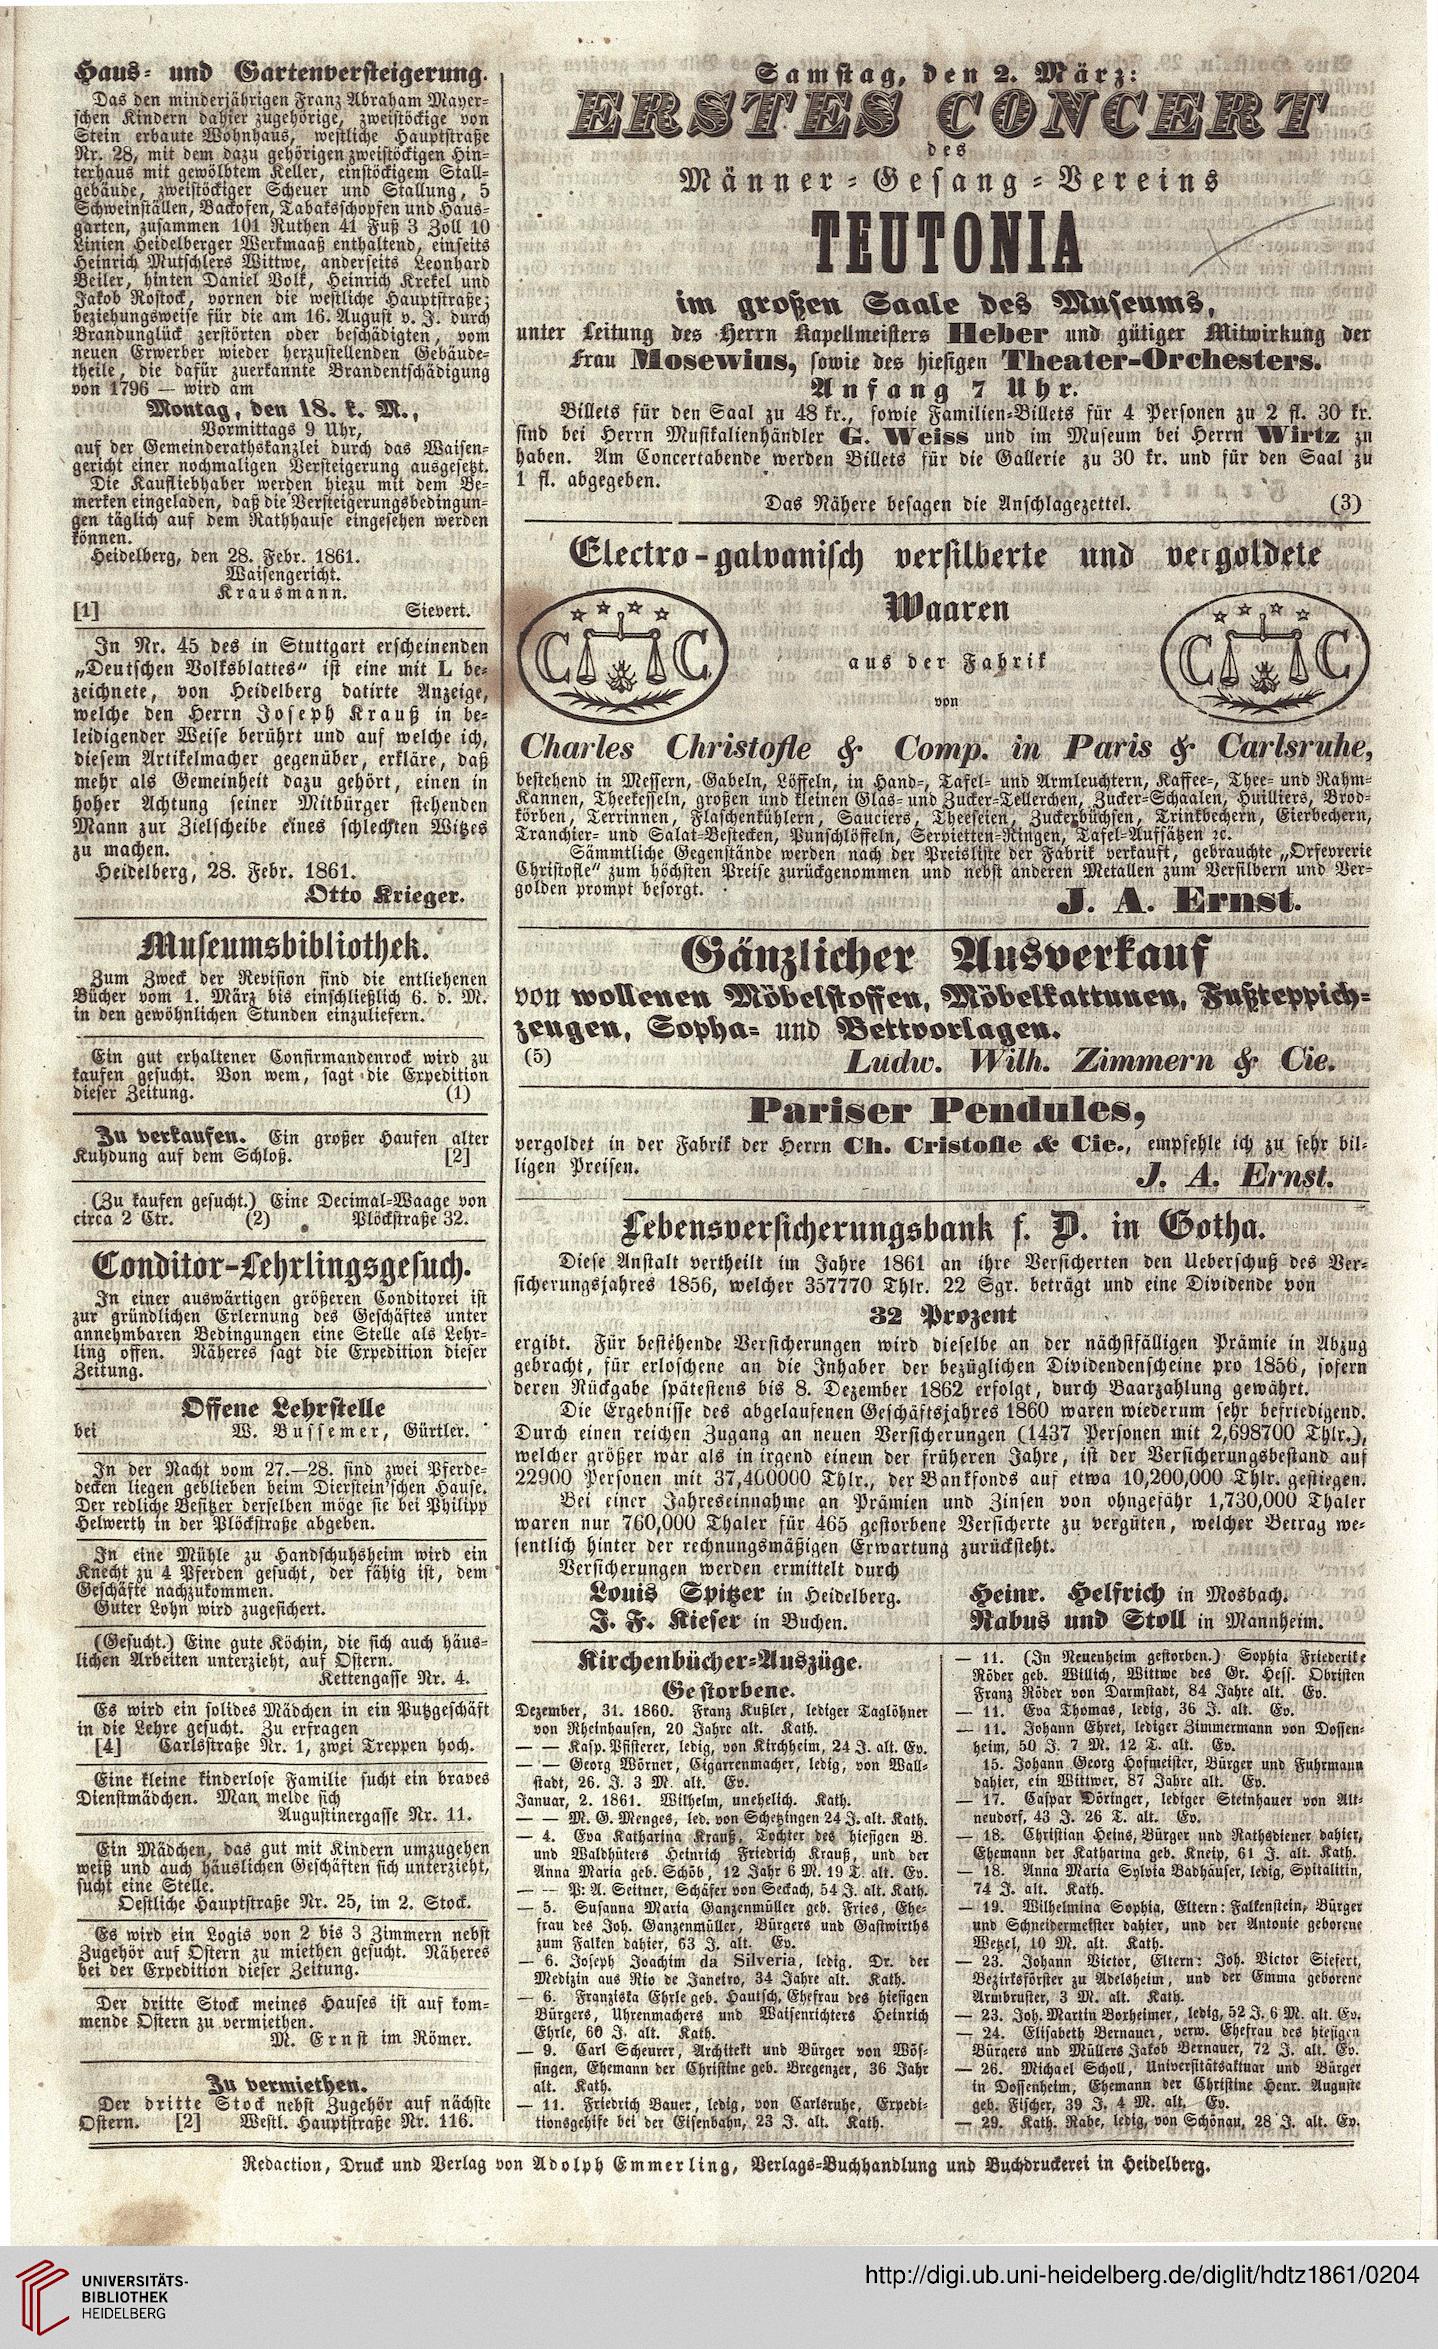 Haus- und Gartenversteigerung.
Das den minderjährigen Franz Abraham Mayer-
schen Kindern dahier zugehörige, zweistöckige von
Stein erbaute Wohnhaus, westliche Hauptstraße
Nr. 28, mit dem dazu gehörigen zweistöckigen Hin-
terhaus mit gewölbtem Keller, einstöckigem Stall-
gebäude, zweistöckiger Scheuer und Stallung, 5
Schweinställen, Backofen, Tabaksschopfen und Haus-
garten, zusammen 101 Ruthen 41 Fuß 3 Zoll 10
Linien Heidelberger Werkmaaß enthaltend, einseits
Heinrich Mutschlers Wittwe, anderseits Leonhard
Beiler, hinten Daniel Volk, Heinrich Krekel und
Jakob Rostock, vornen die westliche Hauptstraße;
beziehungsweise für die am 16. August v. J. durch
Brandunglück zerstörten oder beschädigten, vom
neuen Erwerber wieder herzustellenden Gebäude-
theile, die dafür zuerkannte Brandentschädigung
von 1796 — wird am
Montag, den 18. k. M.,
Vormittags 9 Uhr,
auf der Gemeinderathskanzlei durch das Waisen-
gericht einer nochmaligen Versteigerung ausgesetzt.
Die Kaufliebhaber werden hiezu mit dem Be-
merken eingeladen, daß die Versteigerungsbedingun-
gen täglich auf dem Rathhause eingesehen werden
können.
Heidelberg, den 28. Febr. 1861.
Waisengericht.
Krausmann.
[1] Sievert.
In Nr. 45 des in Stuttgart erscheinenden
„Deutschen Volksblattes" ist eine mit L be-
zeichnete, von Heidelberg datirte Anzeige,
welche den Herrn Joseph Krauß in be-
leidigender Weise berührt und auf welche ich,
diesem Artikelmacher gegenüber, erkläre, daß
mehr als Gemeinheit dazu gehört, einen in
hoher Achtung seiner Mitbürger stehenden
Mann zur Zielscheibe eines schlechten Witzes
zu machen.
Heidelberg, 28. Febr. 1861.
Otto Krieger.
Museumsbibliothek.
Zum Zweck der Revision sind die entliehenen
Bücher vom 1. März bis einschließlich 6. d. M.
in den gewöhnlichen Stunden einzuliefern.
Ein gut erhaltener Confirmandenrock wird zu
kaufen gesucht. Von wem, sagt die Expedition
dieser Zeitung. (1)
Zu verkaufen. Ein großer Haufen alter
Kuhdung auf dem Schloß. [2]
(Zu kaufen gesucht.) Eine Decimal-Waage von
circa 2 Ctr. (2) Plöckstraße 32.
Conditor-Lehrlingsgesuch.
In einer auswärtigen größeren Conditorei ist
zur gründlichen Erlernung des Geschäftes unter
annehmbaren Bedingungen eine Stelle als Lehr-
ling offen. Näheres sagt die Expedition dieser
Zeitung.
Offene Lehrstelle
bei W. Bussemer, Gürtler.
In der Nacht vom 27.—28. sind zwei Pferde-
decken liegen geblieben beim Dierstein'schen Hause.
Der redliche Besitzer derselben möge sie bei Philipp
Helwerth in der Plöckstraße abgeben.
In eine Mühle zu Handschuhsheim wird ein
Knecht zu 4 Pferden gesucht, der fähig ist, dem
Geschäfte nachzukommen.
Guter Lohn wird zugesichert.
(Gesucht.) Eine gute Köchin, die sich auch häus-
lichen Arbeiten unterzieht, auf Ostern.
Kettengasse Nr. 4.
Es wird ein solides Mädchen in ein Putzgeschäft
in die Lehre gesucht. Zu erfragen
[4] Carlsstraße Nr. 1, zwei Treppen hoch.
Eine kleine kinderlose Familie sucht ein braves
Dienstmädchen. Man melde sich
Augustinergasse Nr. 11.
Ein Mädchen, das gut mit Kindern umzugehen
weiß und auch häuslichen Geschäften sich unterzieht,
sucht eine Stelle.
Oestliche Hauptstraße Nr. 25, im 2. Stock.
Es wird ein Logis von 2 bis 3 Zimmern nebst
Zugehör auf Ostern zu miethen gesucht. Näheres
bei der Expedition dieser Zeitung.
Der dritte Stock meines Hauses ist auf kom-
mende Ostern zu vermiethen.
M. Ernst im Römer.
Zu vermiethen.
Der dritte Stock nebst Zugehör auf nächste
Ostern. [2] Westl. Hauptstraße Nr. 116.
Samstag, den 2. März:
ERSTES CONCERT
des
Männer-Gesang-Vereins
TEUTONIA
im großen Saale des Museums,
unter Leitung des Herrn Kapellmeisters Heber und gütiger Mitwirkung der
Frau Mosewius, sowie des hiesigen Theater-Orchesters.
Anfang 7 Uhr.
Billets für den Saal zu 48 kr., sowie Familien-Billets für 4 Personen zu 2 fl. 30 kr.
sind bei Herrn Musikalienhändler G. Weiss und im Museum bei Herrn Wirtz zu
haben. Am Concertabende werden Billets für die Gallerie zu 30 kr. und für den Saal zu
1 fl. abgegeben.
Das Nähere besagen die Anschlagezettel. (3)
Electro-galvanisch versilberte und vergoldete
Waaren
C C
C C
aus der Fabrik
von
Charles Christofle & Comp. in Paris & Carlsruhe,
bestehend in Messern, Gabeln, Löffeln, in Hand-, Tafel- und Armleuchtern, Kaffee-, Thee- und Rahm-
Kannen, Theekesseln, großen und kleinen Glas- und Zucker-Tellerchen, Zucker-Schaalen, Huilliers, Brod-
körben, Terrinnen, Flaschenkühlern, Sauciers, Theeseien, Zuckerbüchsen, Trinkbechern, Eierbechern,
Tranchier- und Salat-Bestecken, Punschlöffeln, Servietten-Ringen, Tafel-Aufsätzen ꝛc.
Sämmtliche Gegenstände werden nach der Preisliste der Fabrik verkauft, gebrauchte „Orfevrerie
Christofle" zum höchsten Preise zurückgenommen und nebst anderen Metallen zum Versilbern und Ver-
golden prompt besorgt.
J. A. Ernst.
Gänzlicher Ausverkauf
von wollenen Möbelstoffen, Möbelkattunen, Fußteppich-
zeugen, Sopha- und Bettvorlagen.
(5) Ludw. Wilh. Zimmern & Cie.
Pariser Pendules,
vergoldet in der Fabrik der Herrn Ch. Cristofle & Cie., empfehle ich zu sehr bil-
ligen Preisen.
J. A. Ernst.
Lebensversicherungsbank f. D. in Gotha.
Diese Anstalt vertheilt im Jahre 1861 an ihre Versicherten den Ueberschuß des Ver-
sicherungsjahres 1856, welcher 357770 Thlr. 22 Sgr. beträgt und eine Dividende von
32 Prozent
ergibt. Für bestehende Versicherungen wird dieselbe an der nächstfälligen Prämie in Abzug
gebracht, für erloschene an die Inhaber der bezüglichen Dividendenscheine pro 1856, sofern
deren Rückgabe spätestens bis 8. Dezember 1862 erfolgt, durch Baarzahlung gewährt.
Die Ergebnisse des abgelaufenen Geschäftsjahres 1860 waren wiederum sehr befriedigend.
Durch einen reichen Zugang an neuen Versicherungen (1437 Personen mit 2,698700 Thlr.),
welcher größer war als in irgend einem der früheren Jahre, ist der Versicherungsbestand auf
22900 Personen mit 37,400000 Thlr., der Bankfonds auf etwa 10,200,000 Thlr. gestiegen.
Bei einer Jahreseinnahme an Prämien und Zinsen von ohngefähr 1,730,000 Thaler
waren nur 760,000 Thaler für 465 gestorbene Versicherte zu vergüten, welcher Betrag we-
sentlich hinter der rechnungsmäßigen Erwartung zurücksteht.
Versicherungen werden ermittelt durch
Louis Spitzer in Heidelberg. Heinr. Helfrich in Mosbach.
J. F. Kieser in Buchen. Rabus und Stoll in Mannheim.
Kirchenbücher-Auszüge.
Gestorbene.
Dezember, 31. 1860. Franz Kußler, lediger Taglöhner
von Rheinhausen, 20 Jahre alt. Kath.
— — Kasp. Pfisterer, ledig, von Kirchheim, 24 J. alt. Ev.
— — Georg Wörner, Cigarrenmacher, ledig, von Wall-
stadt, 26. J. 3 M. alt. Ev.
Januar, 2. 1861. Wilhelm, unehelich. Kath.
— — M. G. Menges, led. von Schetzingen 24 J. alt. Kath.
— 4. Eva Katharina Krauß, Tochter des hiesigen B.
und Waldhüters Heinrich Friedrich Krauß, und der
Anna Maria geb. Schöb, 12 Jahr 6 M. 19 T. alt. Ev.
— — P. A. Seitner, Schäfer von Seckach, 54 J. alt. Kath.
— 5. Susanna Maria Ganzenmüller geb. Fries, Ehe-
frau des Joh. Ganzenmüller, Bürgers und Gastwirths
zum Falken dahier, 63 J. alt. Ev.
— 6. Joseph Joachim da Silveria, ledig. Dr. der
Medizin aus Rio de Janeiro, 34 Jahre alt. Kath.
— 6. Franziska Ehrle geb. Hautsch, Ehefrau des hiesigen
Bürgers, Uhrenmachers und Waisenrichters Heinrich
Ehrle, 60 J. alt. Kath.
— 9. Carl Scheurer, Architekt und Bürger von Wös-
singen, Ehemann der Christine geb. Bregenzer, 36 Jahr
alt. Kath.
— 11. Friedrich Bauer, ledig, von Carlsruhe, Expedi-
tionsgehife bei der Eisenbahn, 23 J. alt. Kath.
— 11. (In Neuenheim gestorben.) Sophia Friederike
Röder geb. Willich, Wittwe des Gr. Hess. Obristen
Franz Röder von Darmstadt, 84 Jahre alt. Ev.
— 11. Eva Thomas, ledig, 36 J. alt. Ev.
— 11. Johann Ehret, lediger Zimmermann von Dossen-
heim, 50 J. 7 M. 12 T. alt. Ev.
15. Johann Georg Hofmeister, Bürger und Fuhrmann
dahier, ein Wittwer, 87 Jahre alt. Ev.
— 17. Caspar Döringer, lediger Steinhauer von Alt-
neudorf, 43 J. 26 T. alt. Ev.
— 18. Christian Heins, Bürger und Rathsdiener dahier,
Ehemann der Katharina geb. Kneip, 61 J. alt. Kath.
— 18. Anna Maria Sylvia Badhäuser, ledig, Spitalitin,
74 J. alt. Kath.
— 19. Wilhelmina Sophia, Eltern: Falkenstein, Bürger
und Schneidermeister dahier, und der Antonie geborene
Wetzel, 10 M. alt. Kath.
— 23. Johann Victor, Eltern: Joh. Victor Siefert,
Bezirksförster zu Adelsheim, und der Emma geborene
Armbruster, 3 M. alt. Kath.
— 23. Joh. Martin Borheimer, ledig, 52 J. 6 M. alt. Ev.
— 24. Elisabeth Bernauer, verw. Ehefrau des hiesigen
Bürgers und Müllers Jakob Bernauer, 72 J. alt. Ev.
— 26. Michael Scholl, Universitätsaktuar und Bürger
in Dossenheim, Ehemann der Christine Henr. Auguste
geb. Fischer, 39 J. 4 M. alt. Ev.
— 29. Kath. Rabe, ledig, von Schönau, 28 J. alt. Ev.
Redaction, Druck und Verlag von Adolph Emmerling, Verlags-Buchhandlung und Buchdruckerei in Heidelberg.
UNIVERSITÄTS-
BIBLIOTHEK
HEIDELBERG
http://digi.ub.uni-heidelberg.de/diglit/hdtz1861/0204